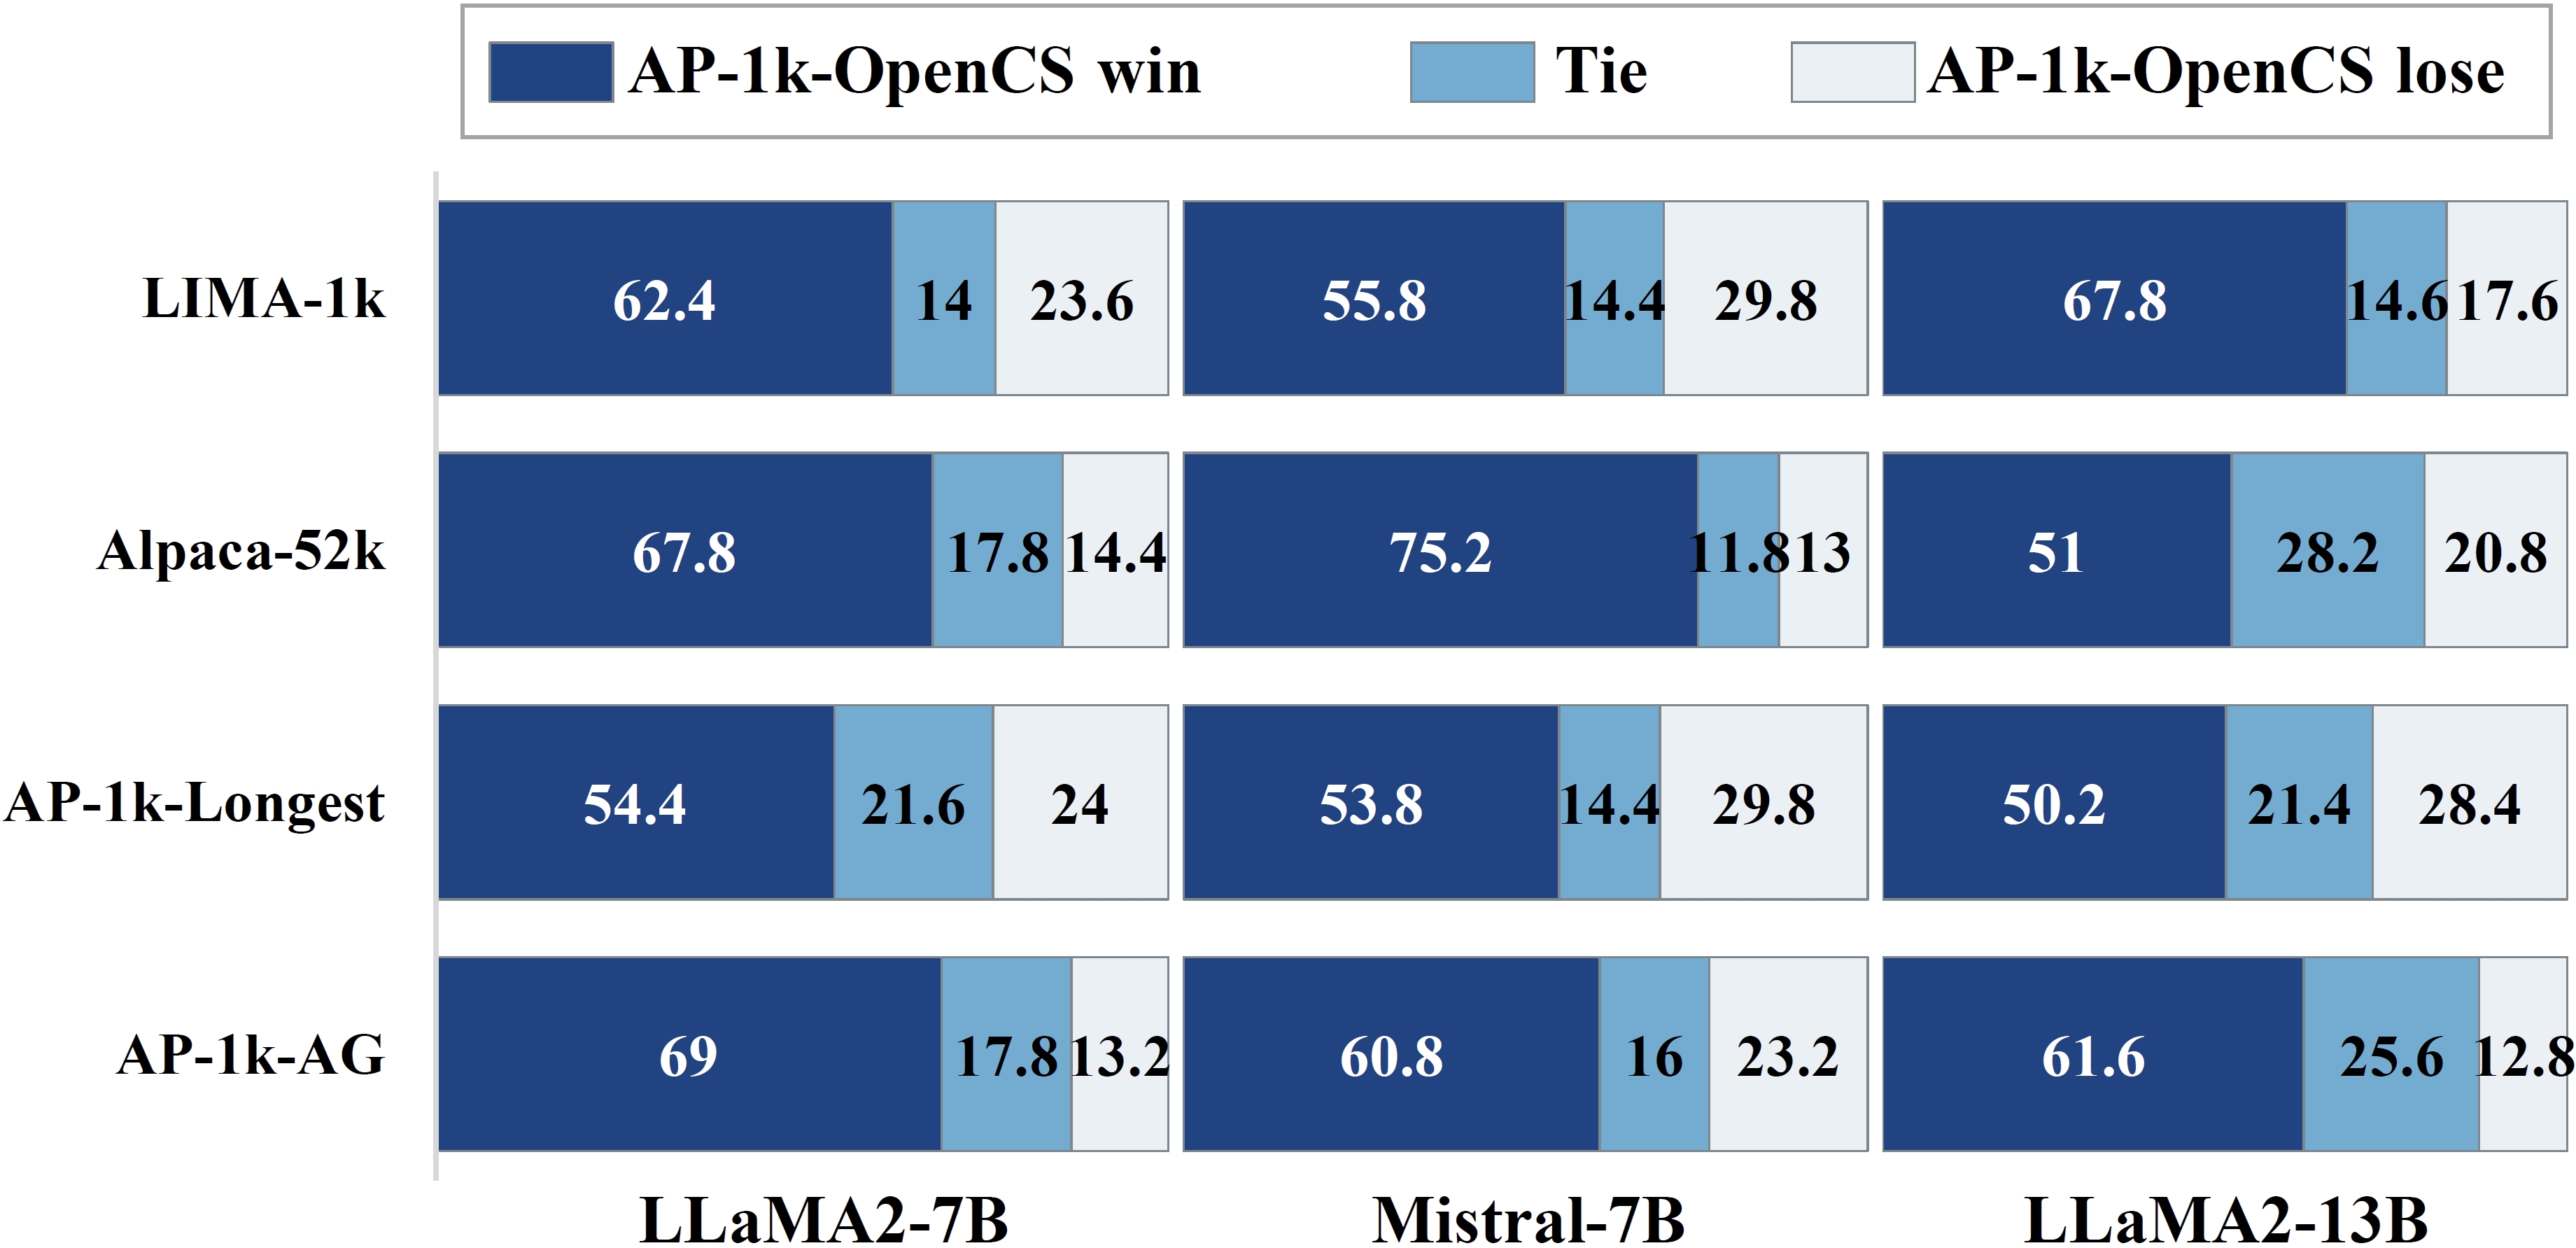 AP-1k-OpenCS win Tie AP-1k-OpenCS lose
LIMA-1k 62.4 14 23.6 55.8 14.4 29.8 67.8 14.6 17.6
Alpaca-52k 67.8 17.8 14.4 75.2 11.8 13 51 28.2 20.8
AP-1k-Longest 54.4 21.6 24 53.8 14.4 29.8 50.2 21.4 28.4
AP-1k-AG 69 17.8 13.2 60.8 16 23.2 61.6 25.6 12.8
LLaMA2-7B Mistral-7B LLaMA2-13B